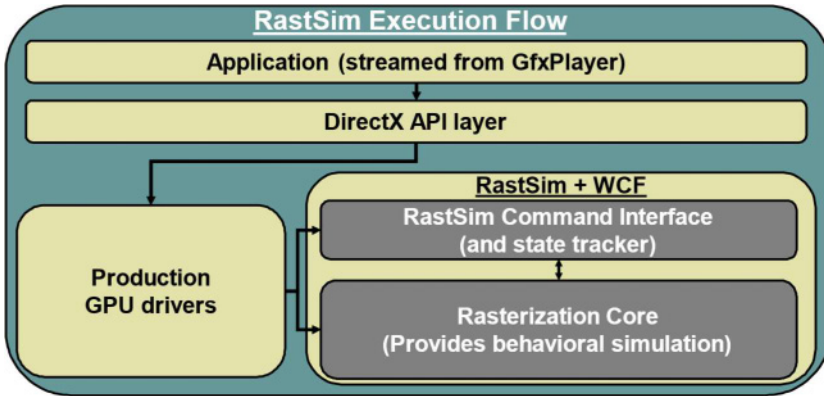 RastSim Execution Flow
Application (streamed from GfxPlayer)
DirectX API layer
Production
GPU drivers
RastSim + WCF
RastSim Command Interface
(and state tracker)
Rasterization Core
(Provides behavioral simulation)